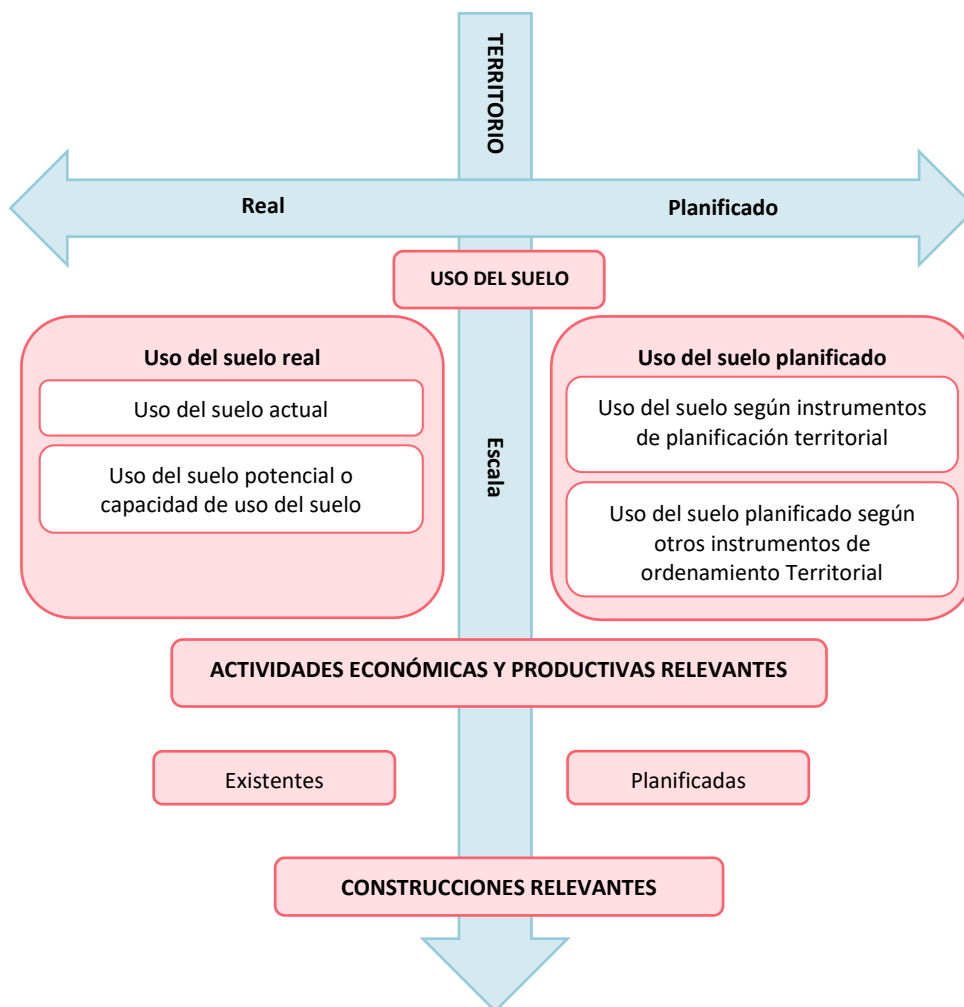 TERRITORIO
Real
Planificado
USO DEL SUELO
Uso del suelo real
Uso del suelo actual
Uso del suelo potencial o
capacidad de uso del suelo
Escala
Uso del suelo planificado
Uso del suelo según instrumentos
de planificación territorial
Uso del suelo planificado según
otros instrumentos de
ordenamiento Territorial
ACTIVIDADES ECONÓMICAS Y PRODUCTIVAS RELEVANTES
Existentes
Planificadas
CONSTRUCCIONES RELEVANTES